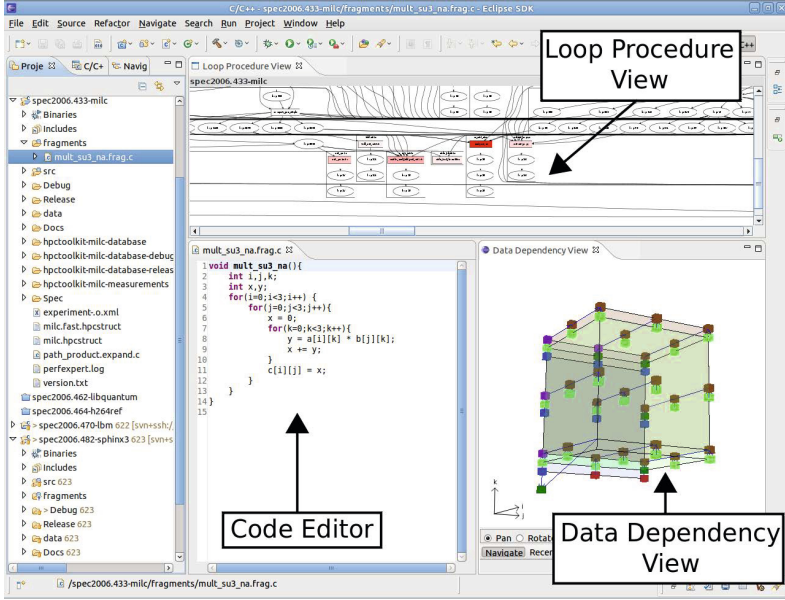 C/C++ - spec2006.433-milc/fragments/mult_su3_na.frag.c - Eclipse SDK
File Edit Source Refactor Navigate Search Run Project Window Help
C/C++
Proje C/C++ Navig
Loop Procedure View
spec2006.433-milc
Loop Procedure
View
spec2006.433-milc
Binaries
Includes
fragments
mult_su3_na.frag.c
src
Debug
Release
data
Docs
hpctoolkit-milc-database
hpctoolkit-milc-database-debug
hpctoolkit-milc-database-releas
hpctoolkit-milc-measurements
Spec
experiment-.o.xml
milc.fast.hpcstruct
milc.hpcstruct
path_product.expand.c
perfexpert.log
version.txt
spec2006.462-libquantum
spec2006.464-h264ref
> spec2006.470-lbm 622 [svn+ssh:/
> spec2006.482-sphinx3 623 [svn+s
Binaries
Includes
src 623
fragments
> Debug 623
Release 623
data 623
Docs 623
mult_su3_na.frag.c
1 void mult_su3_na(){
2 int i,j,k;
3 int x,y;
4 for(i=0;i<3;i++) {
5 for(j=0;j<3;j++){
6 x = 0;
7 for(k=0;k<3;k++){
8 y = a[i][k] * b[j][k];
9 x += y;
10 }
11 c[i][j] = x;
12 }
13 }
14 }
15
Code Editor
Data Dependency View
k
i
j
Pan Rotat
Navigate Recen
Data Dependency
View
/spec2006.433-milc/fragments/mult_su3_na.frag.c